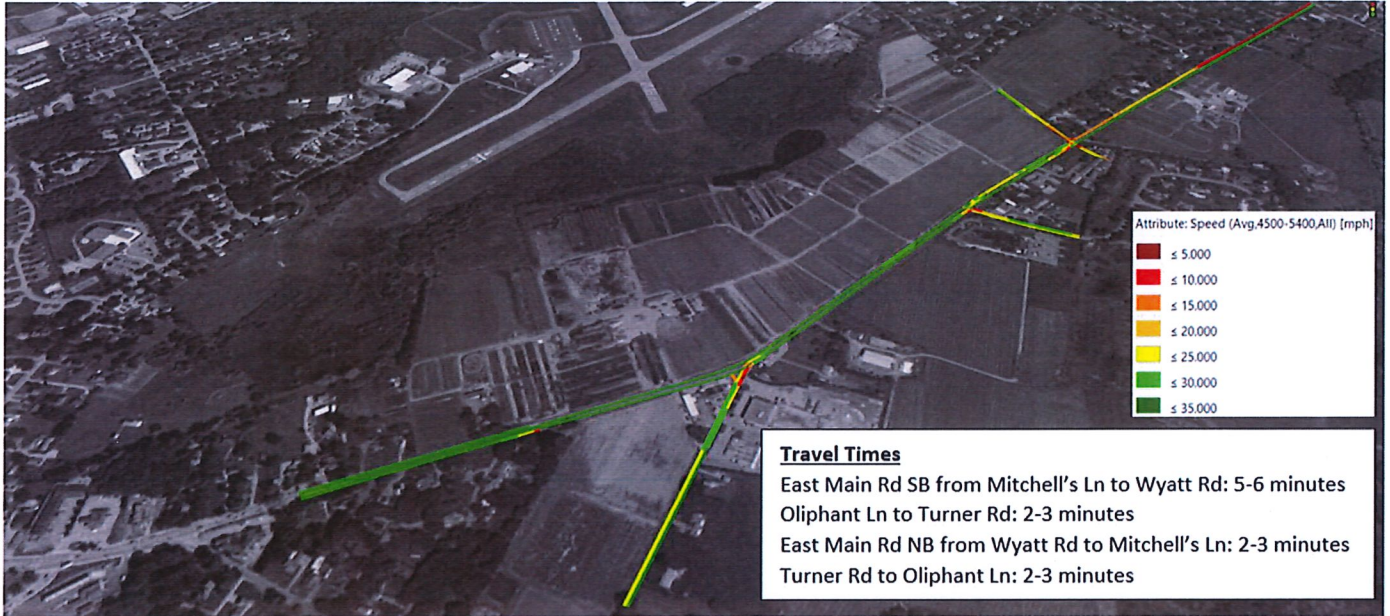 Attribute: Speed (Avg,4500-5400,All) [mph]
≤ 5.000
≤ 10.000
≤ 15.000
≤ 20.000
≤ 25.000
≤ 30.000
≤ 35.000
Travel Times
East Main Rd SB from Mitchell’s Ln to Wyatt Rd: 5-6 minutes
Oliphant Ln to Turner Rd: 2-3 minutes
East Main Rd NB from Wyatt Rd to Mitchell’s Ln: 2-3 minutes
Turner Rd to Oliphant Ln: 2-3 minutes